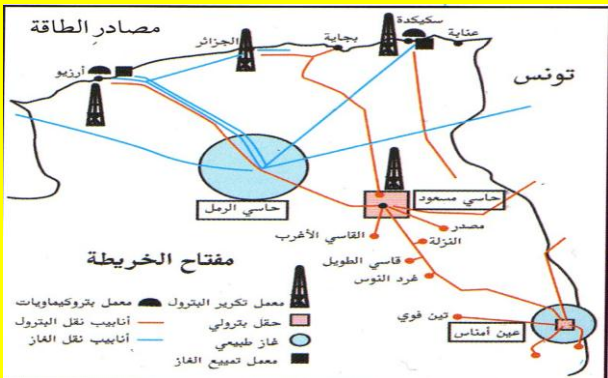 مصادر الطاقة
سكيكدة
عنابة
بجاية
الجزائر
أرزيو
تونس
حاسي الرمل
حاسي مسعود
مصدر
القاسي الأغرب
النزلة
قاسي الطويل
غرد النوس
تين فوي
عين أمناس
مفتاح الخريطة
معمل تكرير البترول
معمل بتروكيماويات
حقل بترولي
أنابيب نقل البترول
غاز طبيعي
أنابيب نقل الغاز
معمل تمييع الغاز